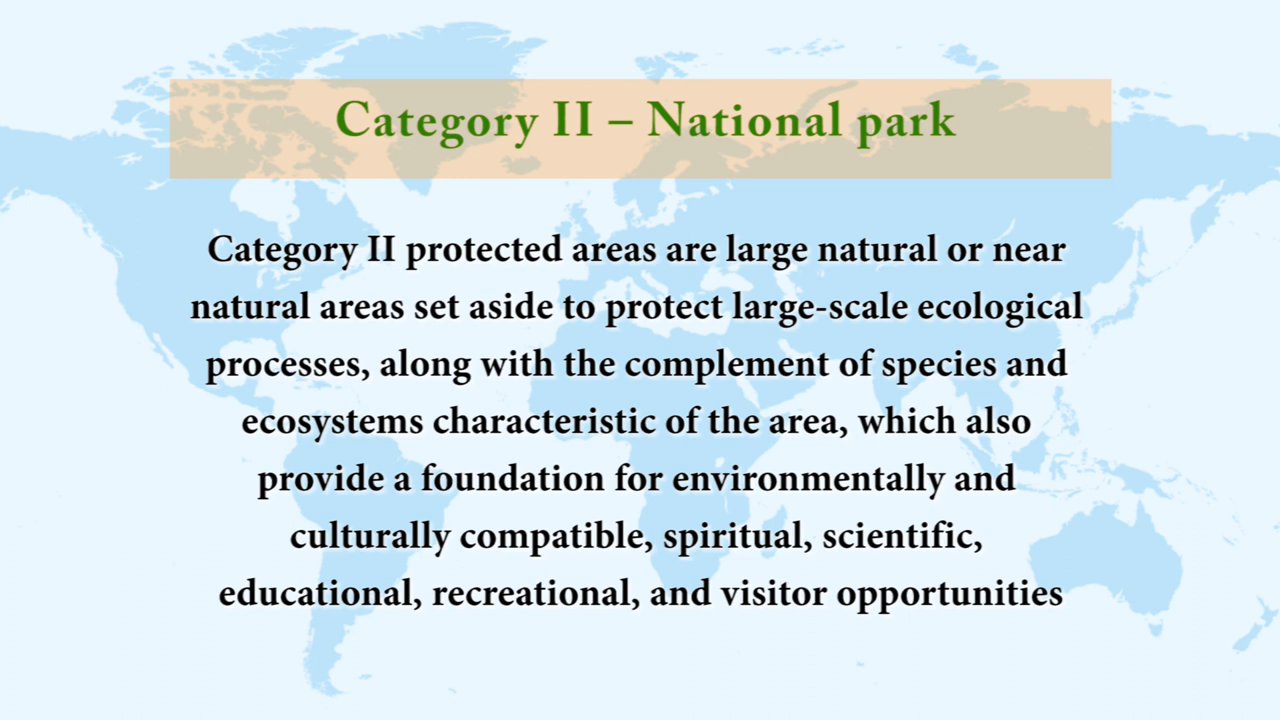 Category II – National park
Category II protected areas are large natural or near
natural areas set aside to protect large-scale ecological
processes, along with the complement of species and
ecosystems characteristic of the area, which also
provide a foundation for environmentally and
culturally compatible, spiritual, scientific,
educational, recreational, and visitor opportunities